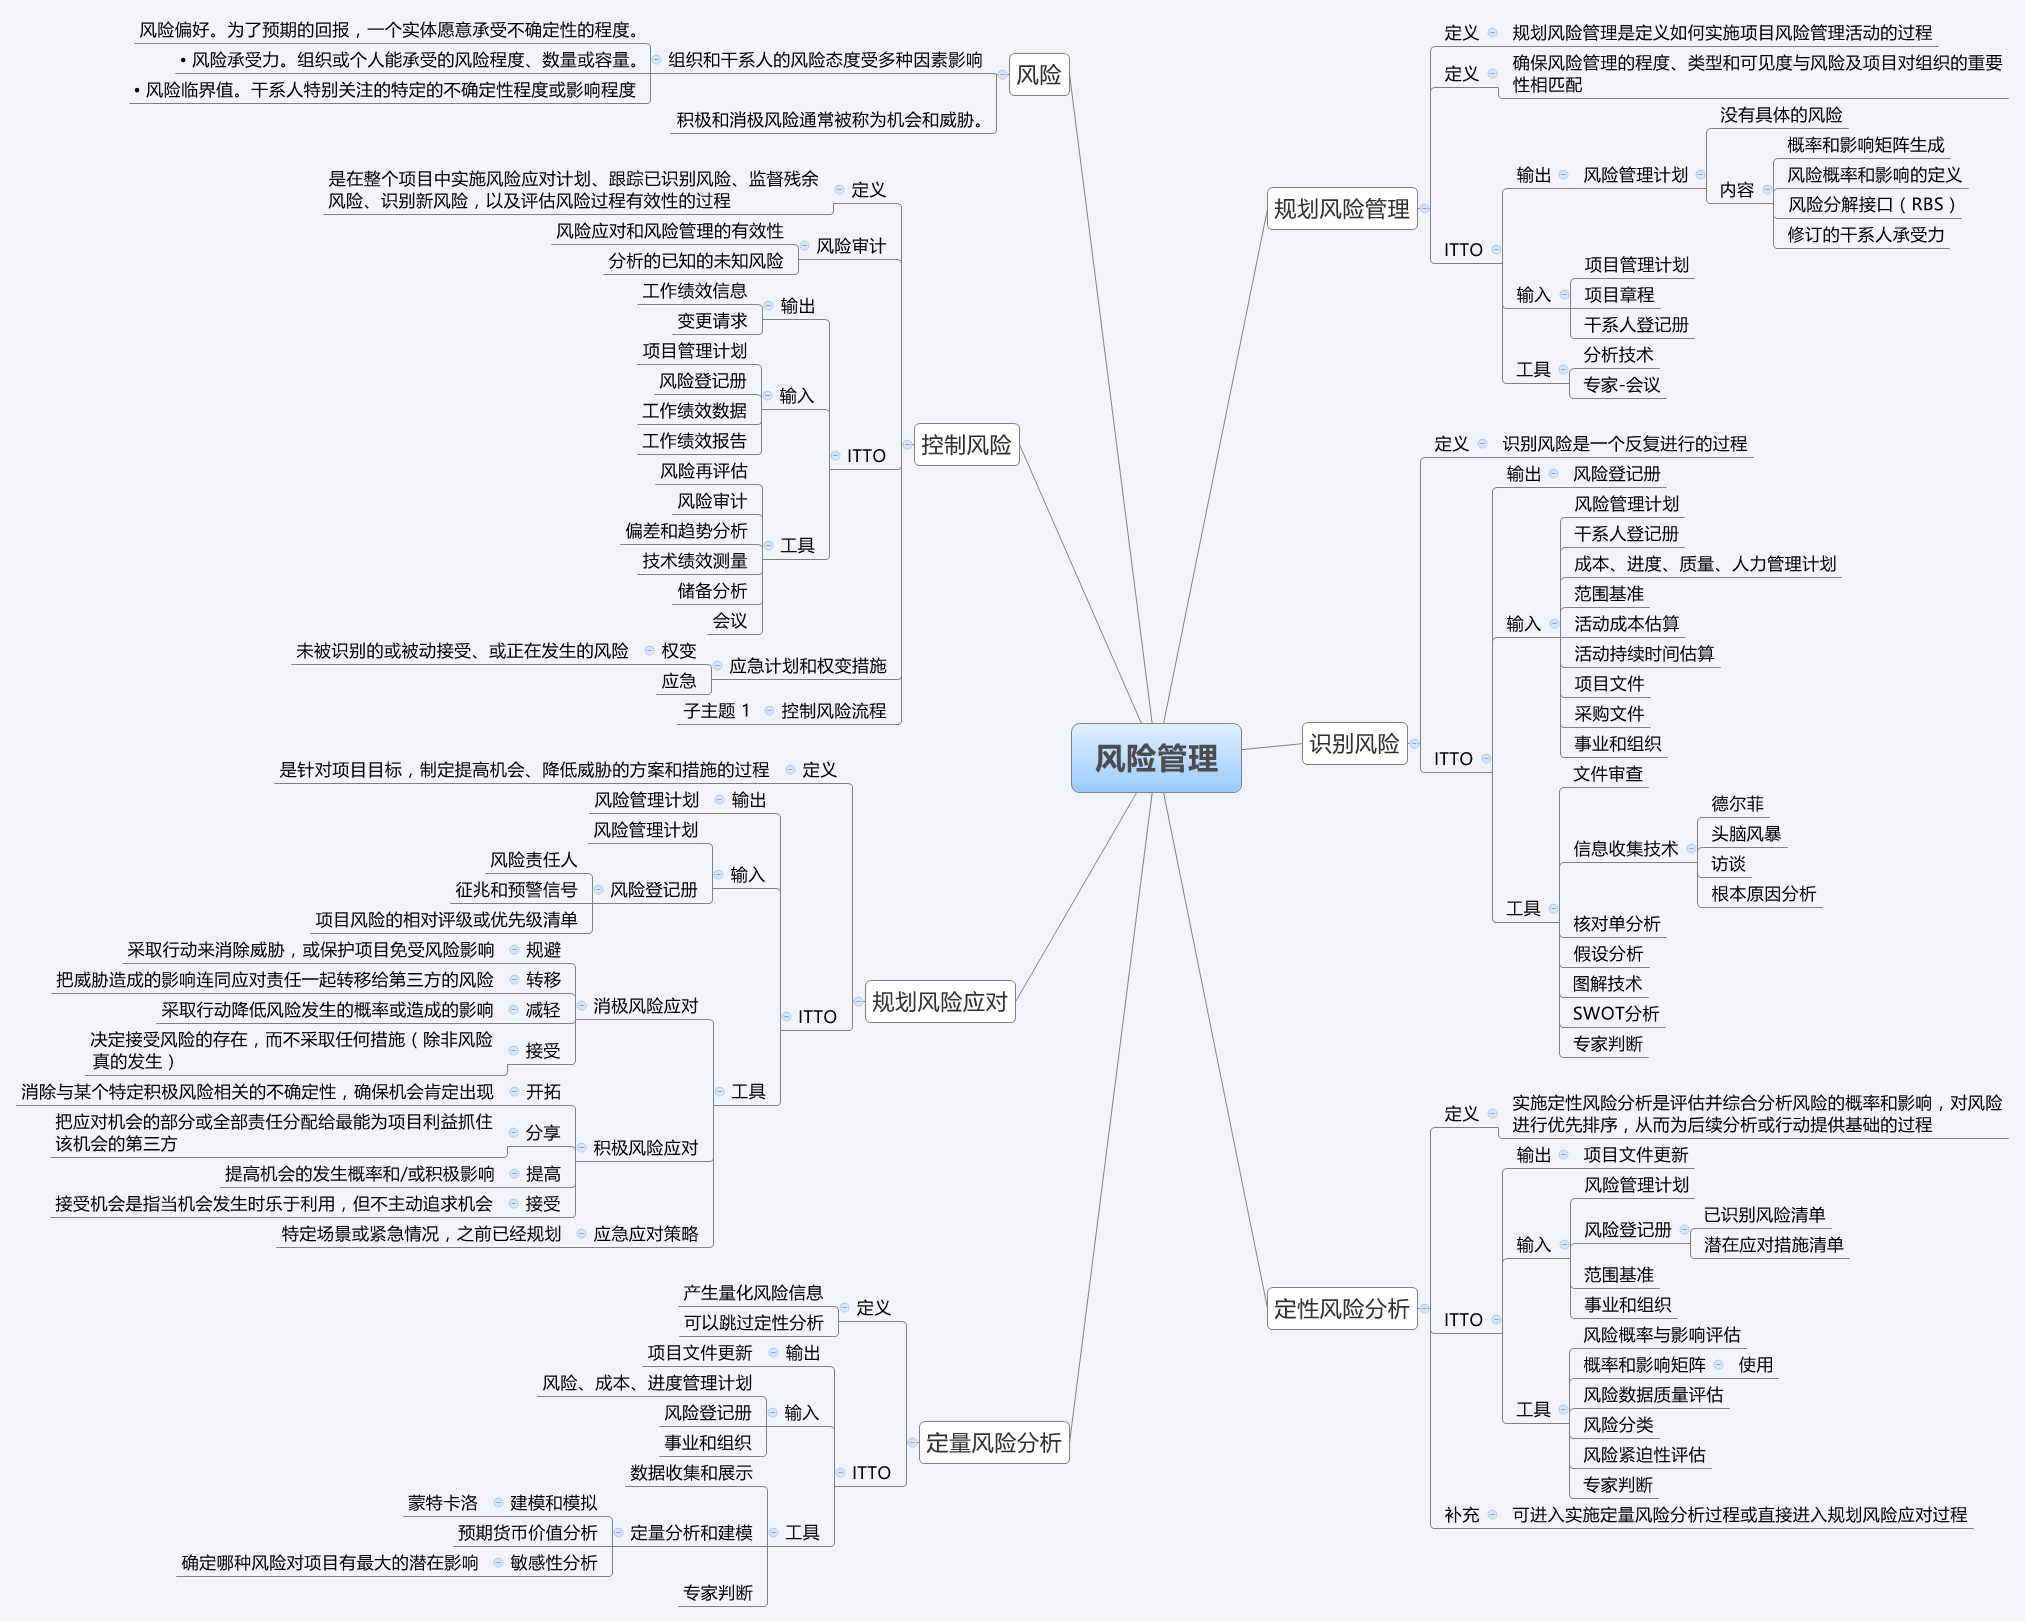 风险管理
规划风险管理
定义
规划风险管理是定义如何实施项目风险管理活动的过程
定义
确保风险管理的程度、类型和可见度与风险及项目对组织的重要
性相匹配
ITTO
输出
风险管理计划
没有具体的风险
内容
概率和影响矩阵生成
风险概率和影响的定义
风险分解接口（RBS）
修订的干系人承受力
输入
项目管理计划
项目章程
干系人登记册
工具
分析技术
专家-会议
识别风险
定义
识别风险是一个反复进行的过程
ITTO
输出
风险登记册
输入
风险管理计划
干系人登记册
成本、进度、质量、人力管理计划
范围基准
活动成本估算
活动持续时间估算
项目文件
采购文件
事业和组织
工具
文件审查
信息收集技术
德尔菲
头脑风暴
访谈
根本原因分析
核对单分析
假设分析
图解技术
SWOT分析
专家判断
定性风险分析
定义
实施定性风险分析是评估并综合分析风险的概率和影响，对风险
进行优先排序，从而为后续分析或行动提供基础的过程
ITTO
输出
项目文件更新
输入
风险管理计划
风险登记册
已识别风险清单
潜在应对措施清单
范围基准
事业和组织
工具
风险概率与影响评估
概率和影响矩阵
使用
风险数据质量评估
风险分类
风险紧迫性评估
专家判断
补充
可进入实施定量风险分析过程或直接进入规划风险应对过程
风险
组织和干系人的风险态度受多种因素影响
风险偏好。为了预期的回报，一个实体愿意承受不确定性的程度。
• 风险承受力。组织或个人能承受的风险程度、数量或容量。
• 风险临界值。干系人特别关注的特定的不确定性程度或影响程度
积极和消极风险通常被称为机会和威胁。
控制风险
定义
是在整个项目中实施风险应对计划、跟踪已识别风险、监督残余
风险、识别新风险，以及评估风险过程有效性的过程
风险审计
风险应对和风险管理的有效性
分析的已知的未知风险
ITTO
输出
工作绩效信息
变更请求
输入
项目管理计划
风险登记册
工作绩效数据
工作绩效报告
工具
风险再评估
风险审计
偏差和趋势分析
技术绩效测量
储备分析
会议
应急计划和权变措施
权变
未被识别的或被动接受、或正在发生的风险
应急
控制风险流程
子主题 1
规划风险应对
定义
是针对项目目标，制定提高机会、降低威胁的方案和措施的过程
ITTO
输出
风险管理计划
输入
风险管理计划
风险登记册
风险责任人
征兆和预警信号
项目风险的相对评级或优先级清单
工具
消极风险应对
规避
采取行动来消除威胁，或保护项目免受风险影响
转移
把威胁造成的影响连同应对责任一起转移给第三方的风险
减轻
采取行动降低风险发生的概率或造成的影响
接受
决定接受风险的存在，而不采取任何措施（除非风险
真的发生）
积极风险应对
开拓
消除与某个特定积极风险相关的不确定性，确保机会肯定出现
分享
把应对机会的部分或全部责任分配给最能为项目利益抓住
该机会的第三方
提高
提高机会的发生概率和/或积极影响
接受
接受机会是指当机会发生时乐于利用，但不主动追求机会
应急应对策略
特定场景或紧急情况，之前已经规划
定量风险分析
定义
产生量化风险信息
可以跳过定性分析
ITTO
输出
项目文件更新
输入
风险、成本、进度管理计划
风险登记册
事业和组织
工具
数据收集和展示
定量分析和建模
建模和模拟
蒙特卡洛
预期货币价值分析
敏感性分析
确定哪种风险对项目有最大的潜在影响
专家判断